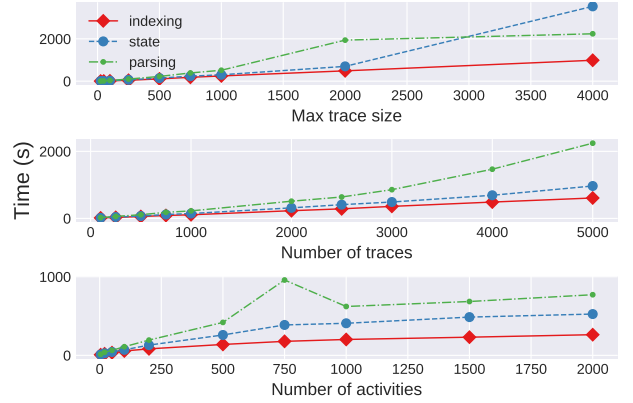 indexing
state
parsing
2000
0
0 500 1000 1500 2000 2500 3000 3500 4000
Max trace size
Time (s)
2000
0
0 1000 2000 3000 4000 5000
Number of traces
1000
0
0 250 500 750 1000 1250 1500 1750 2000
Number of activities